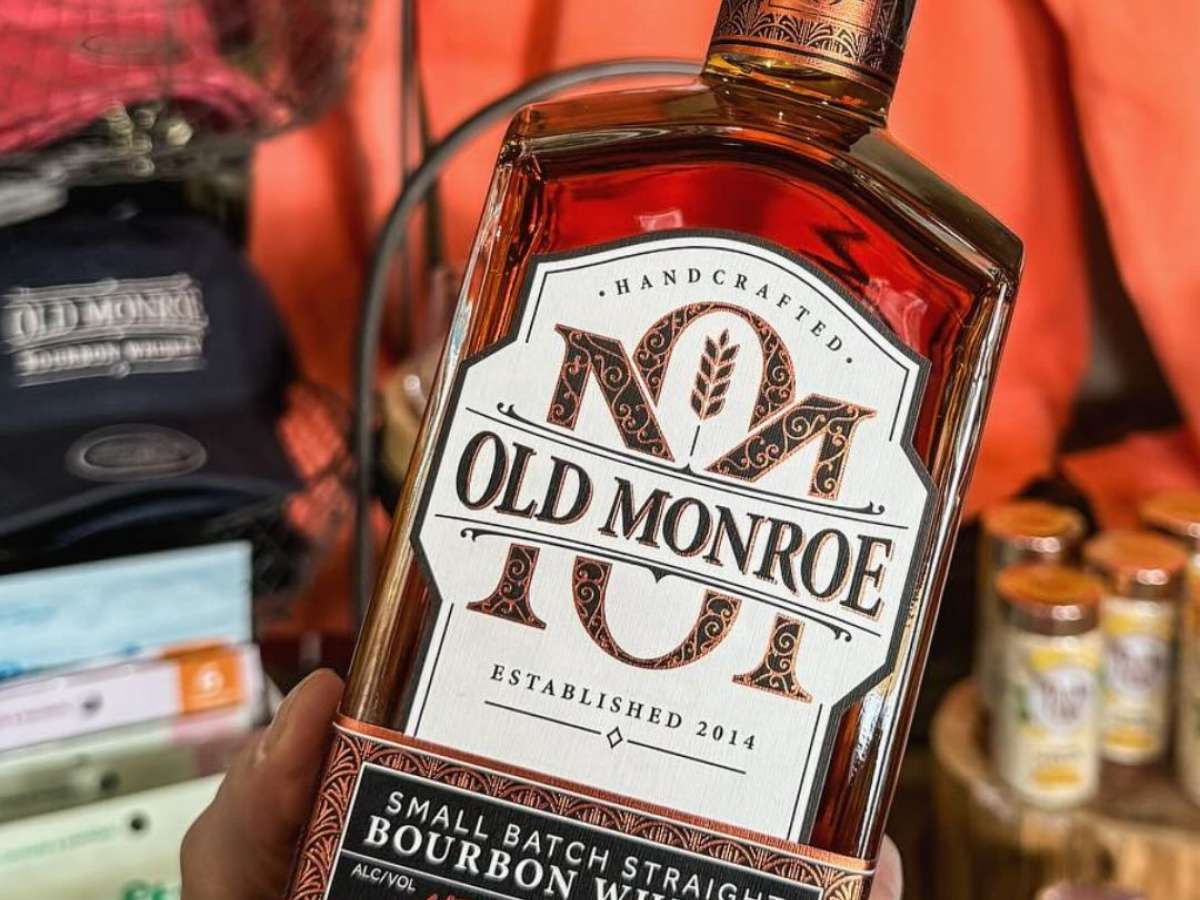 OLD MONROE
BOURBON WHISKEY
·HANDCRAFTED·
OLD MONROE
ESTABLISHED 2014
SMALL BATCH STRAIGHT
BOURBON
ALC/VOL